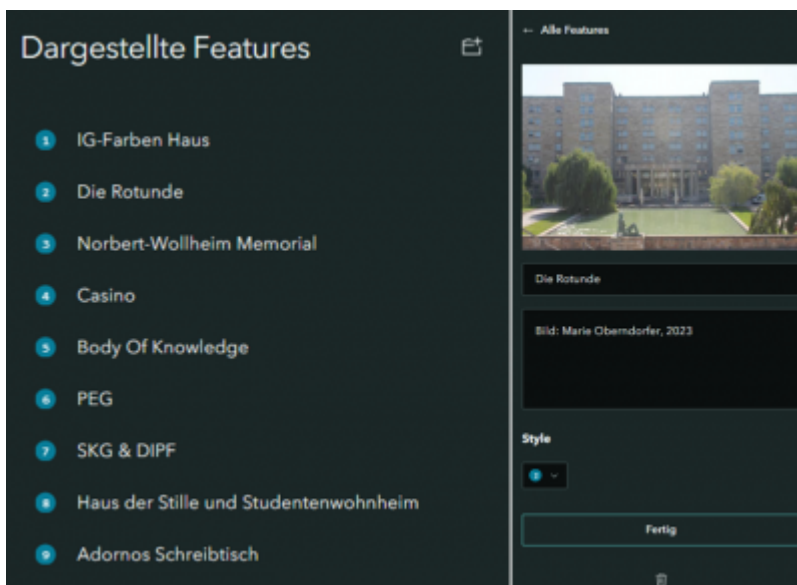 Dargestellte Features
1 IG-Farben Haus
2 Die Rotunde
3 Norbert-Wollheim Memorial
4 Casino
5 Body Of Knowledge
6 PEG
7 SKG & DIPF
8 Haus der Stille und Studentenwohnheim
9 Adornos Schreibtisch
← Alle Features
Die Rotunde
Bild: Marie Oberndorfer, 2023
Style
2
Fertig